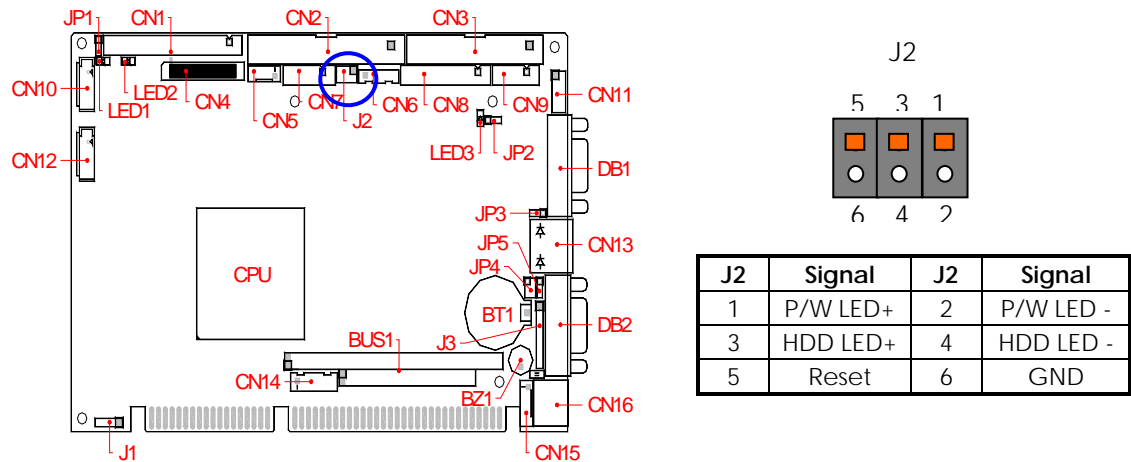 JP1 CN1 CN2 CN3
CN10
LED1
LED2
CN4
CN5
CN7
J2
CN6
CN8
CN9
CN11
CN12
LED3
JP2
DB1
JP3
CN13
JP5
JP4
CPU
BT1
DB2
J3
BUS1
CN14
BZ1
CN16
CN15
J1
J2
5 3 1
6 4 2
J2 Signal J2 Signal
1 P/W LED+ 2 P/W LED -
3 HDD LED+ 4 HDD LED -
5 Reset 6 GND